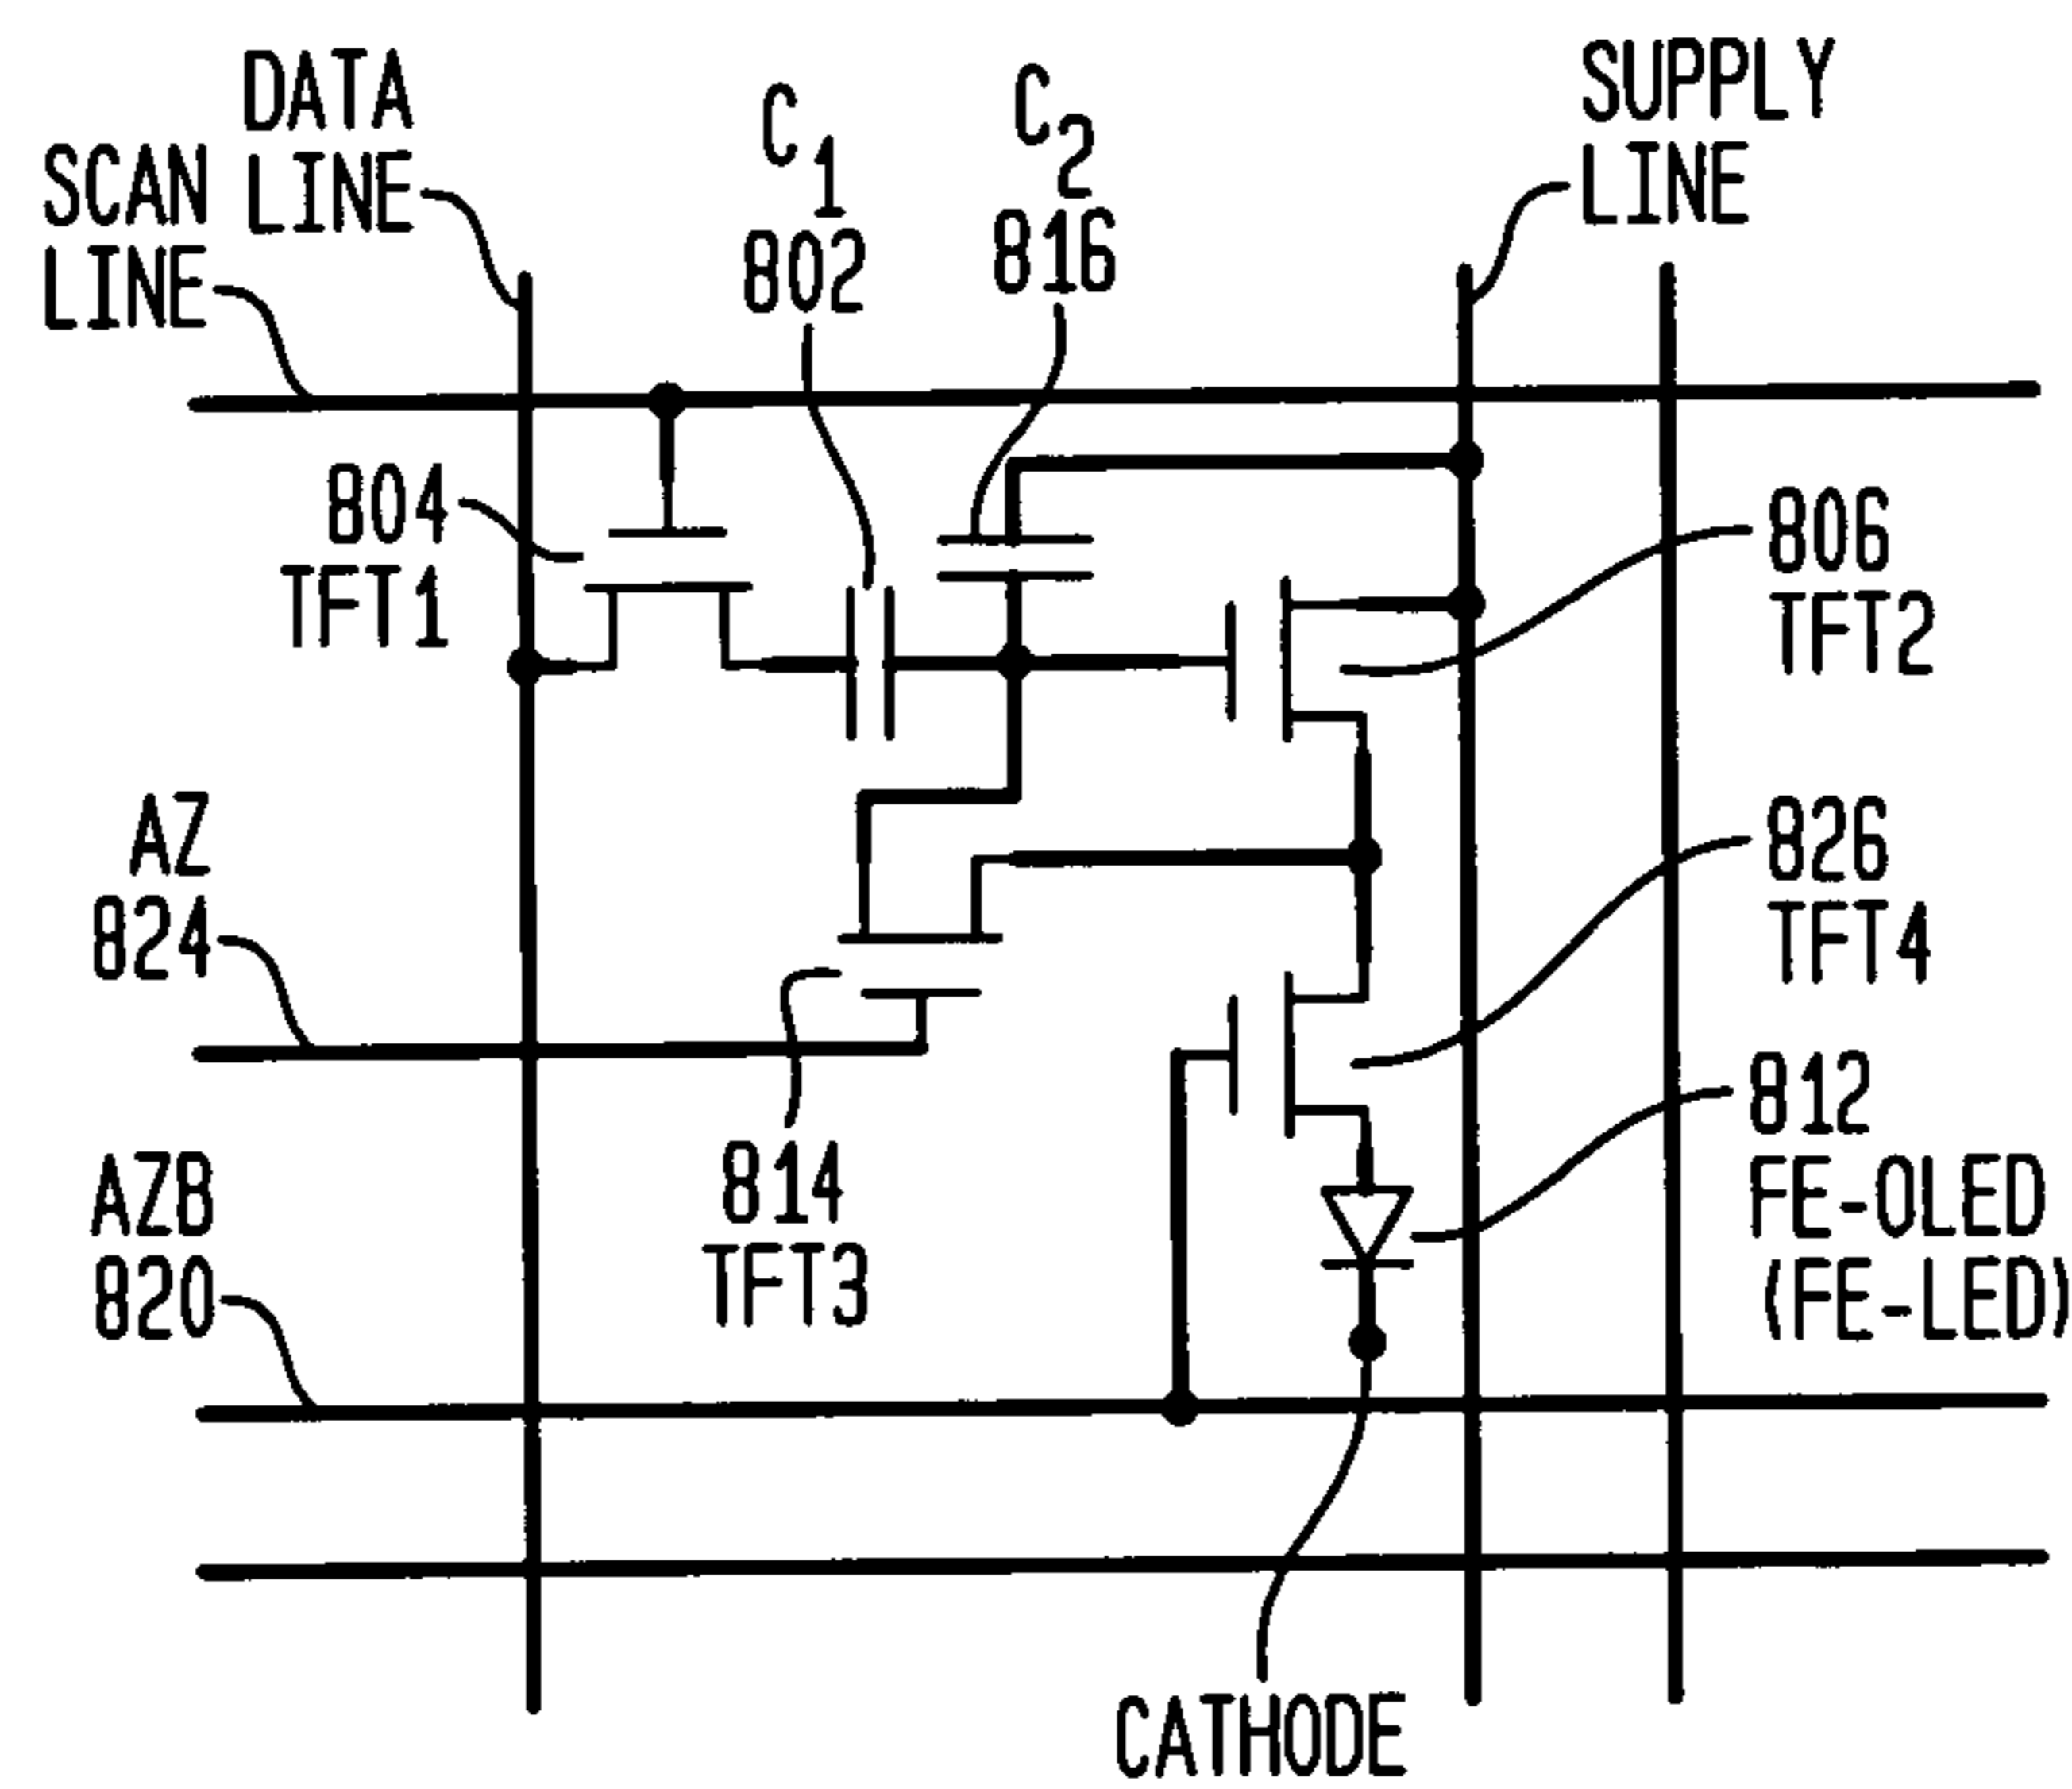 DATA
LINE
SCAN
LINE
C1
802
C2
816
SUPPLY
LINE
804
TFT1
806
TFT2
AZ
824
826
TFT4
814
TFT3
812
FE-OLED
(FE-LED)
AZB
820
CATHODE